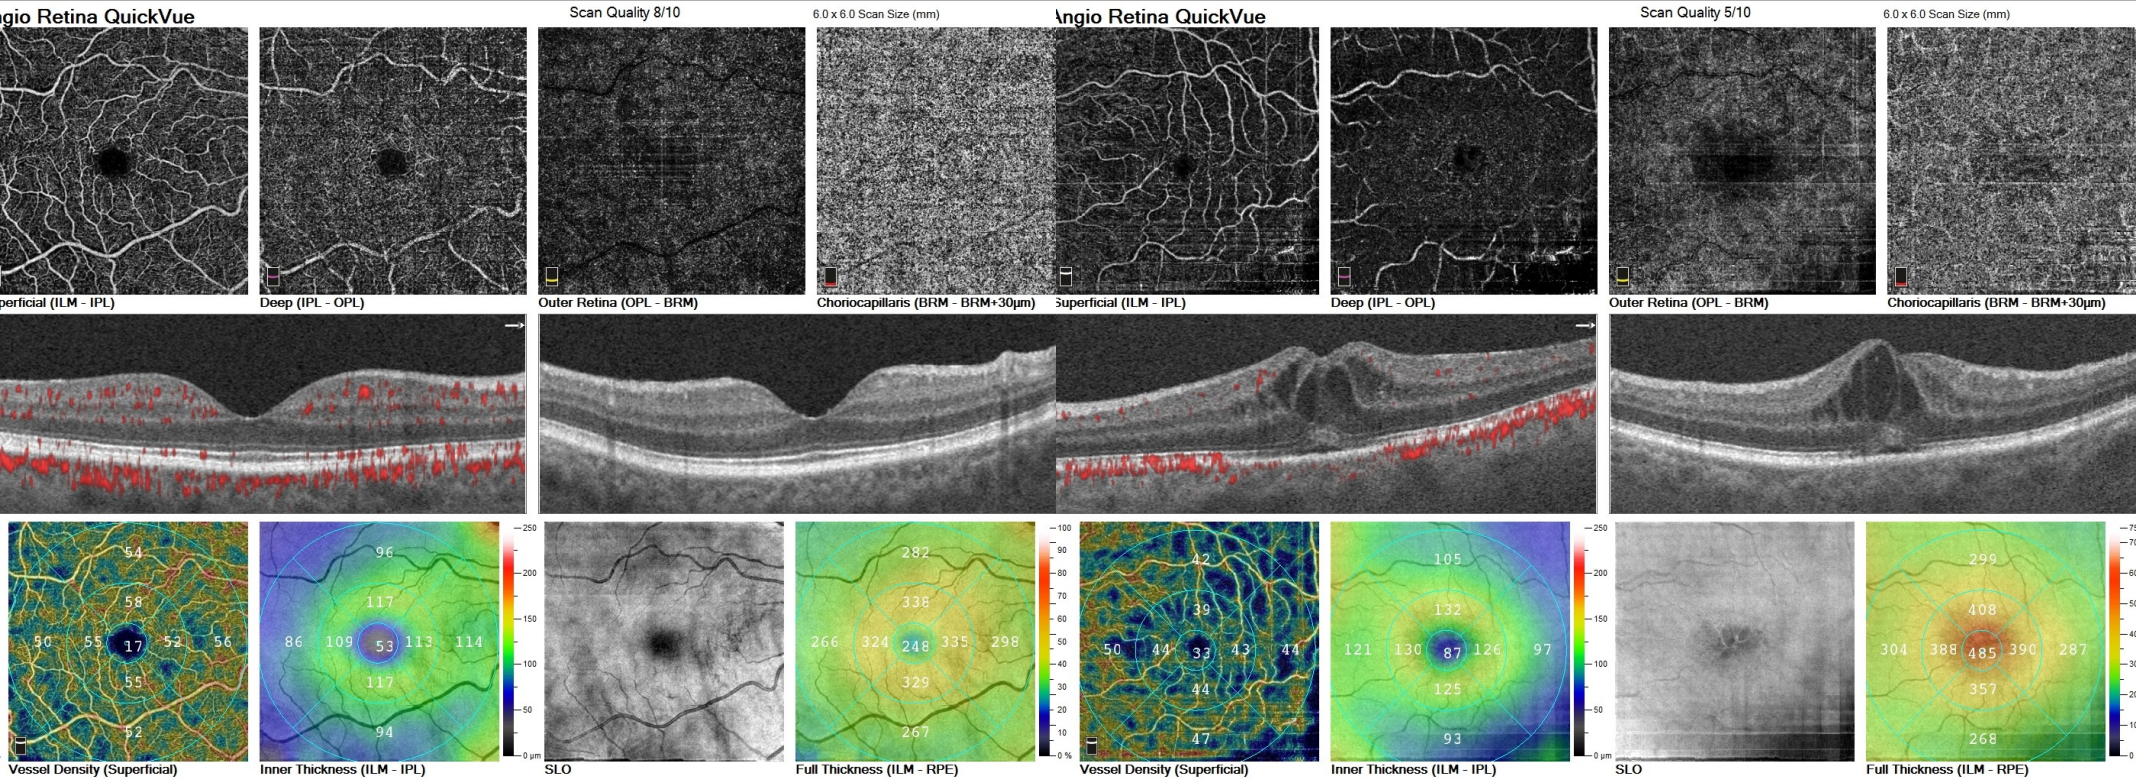 gio Retina QuickVue
Scan Quality 8/10
6.0 x 6.0 Scan Size (mm)
Angio Retina QuickVue
Scan Quality 5/10
6.0 x 6.0 Scan Size (mm)
perficial (ILM - IPL)
Deep (IPL - OPL)
Outer Retina (OPL - BRM)
Choriocapillaris (BRM - BRM+30µm)
Superficial (ILM - IPL)
Deep (IPL - OPL)
Outer Retina (OPL - BRM)
Choriocapillaris (BRM - BRM+30µm)
54
58
50 55 17 52 56
55
52
Vessel Density (Superficial)
96
117
86 109 53 113 114
117
94
250
200
150
100
50
0 µm
Inner Thickness (ILM - IPL)
SLO
282
338
266 324 248 335 298
329
267
Full Thickness (ILM - RPE)
100
90
80
70
60
50
40
30
20
10
0 %
42
39
50 44 33 43 44
44
47
Vessel Density (Superficial)
105
132
121 130 87 126 97
125
93
250
200
150
100
50
0 µm
Inner Thickness (ILM - IPL)
SLO
299
408
304 388 485 390 287
357
268
Full Thickness (ILM - RPE)